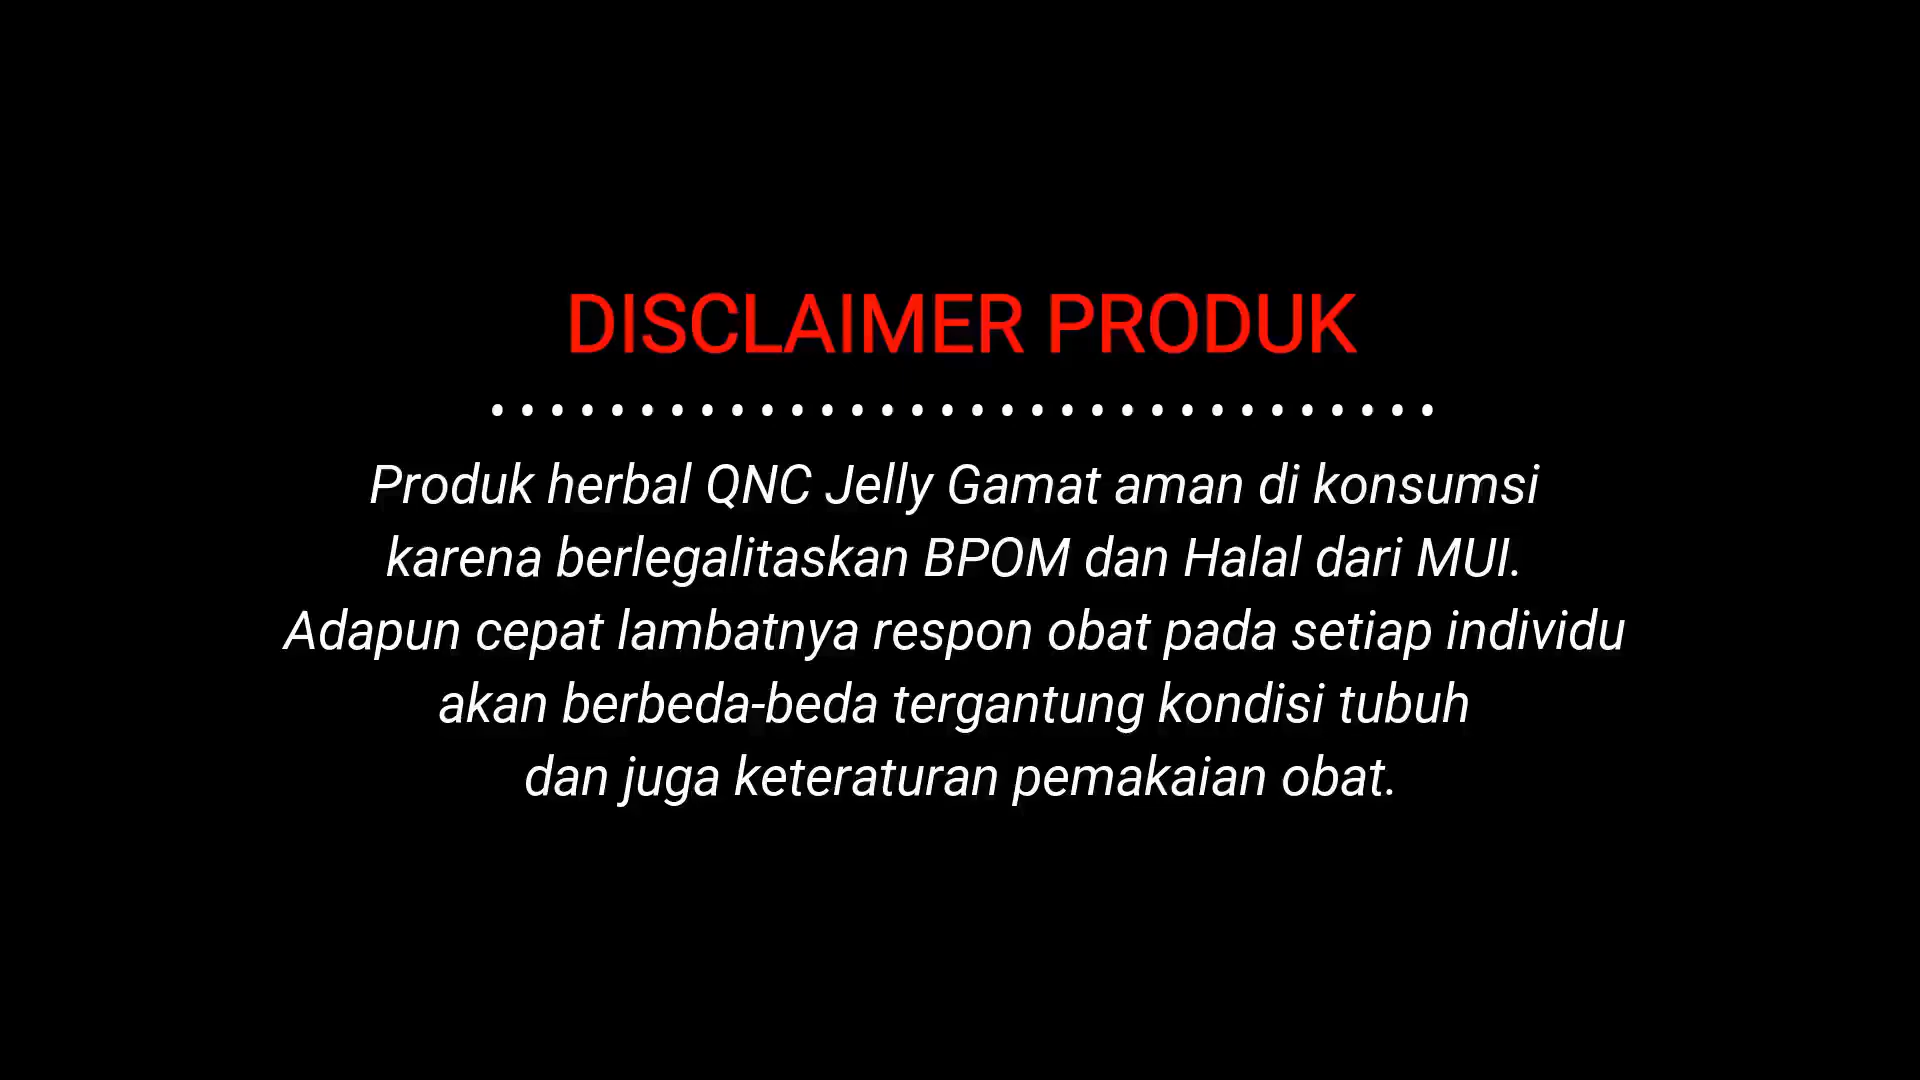 DISCLAIMER PRODUK
Produk herbal QNC Jelly Gamat aman di konsumsi
karena berlegalitaskan BPOM dan Halal dari MUI.
Adapun cepat lambatnya respon obat pada setiap individu
akan berbeda-beda tergantung kondisi tubuh
dan juga keteraturan pemakaian obat.